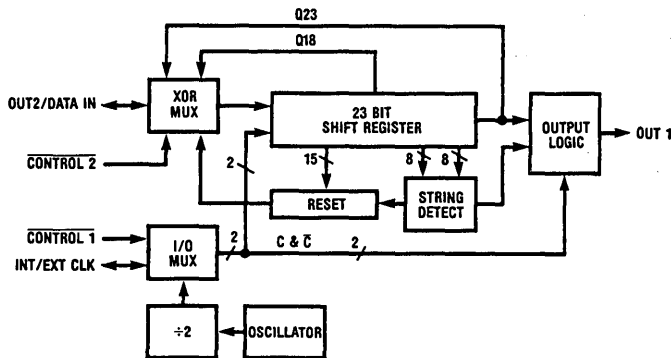 Q23
Q18
OUT2/DATA IN
XOR
MUX
23 BIT
SHIFT REGISTER
OUTPUT
LOGIC
OUT 1
CONTROL 2
2
15
8
8
RESET
STRING
DETECT
CONTROL 1
INT/EXT CLK
I/O
MUX
2
C & C̅
2
÷2
OSCILLATOR